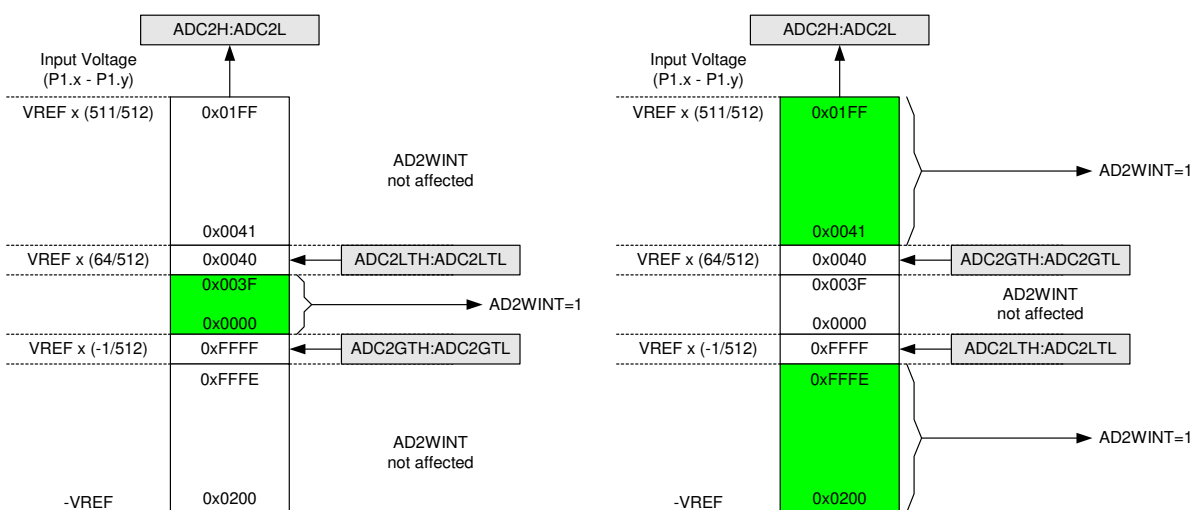 ADC2H:ADC2L
Input Voltage
(P1.x - P1.y)
VREF x (511/512)
0x01FF
AD2WINT
not affected
0x0041
VREF x (64/512)
0x0040
ADC2LTH:ADC2LTL
0x003F
AD2WINT=1
0x0000
VREF x (-1/512)
0xFFFF
ADC2GTH:ADC2GTL
0xFFFE
AD2WINT
not affected
-VREF
0x0200
ADC2H:ADC2L
Input Voltage
(P1.x - P1.y)
VREF x (511/512)
0x01FF
AD2WINT=1
0x0041
VREF x (64/512)
0x0040
ADC2GTH:ADC2GTL
0x003F
AD2WINT
not affected
0x0000
VREF x (-1/512)
0xFFFF
ADC2LTH:ADC2LTL
0xFFFE
AD2WINT=1
-VREF
0x0200